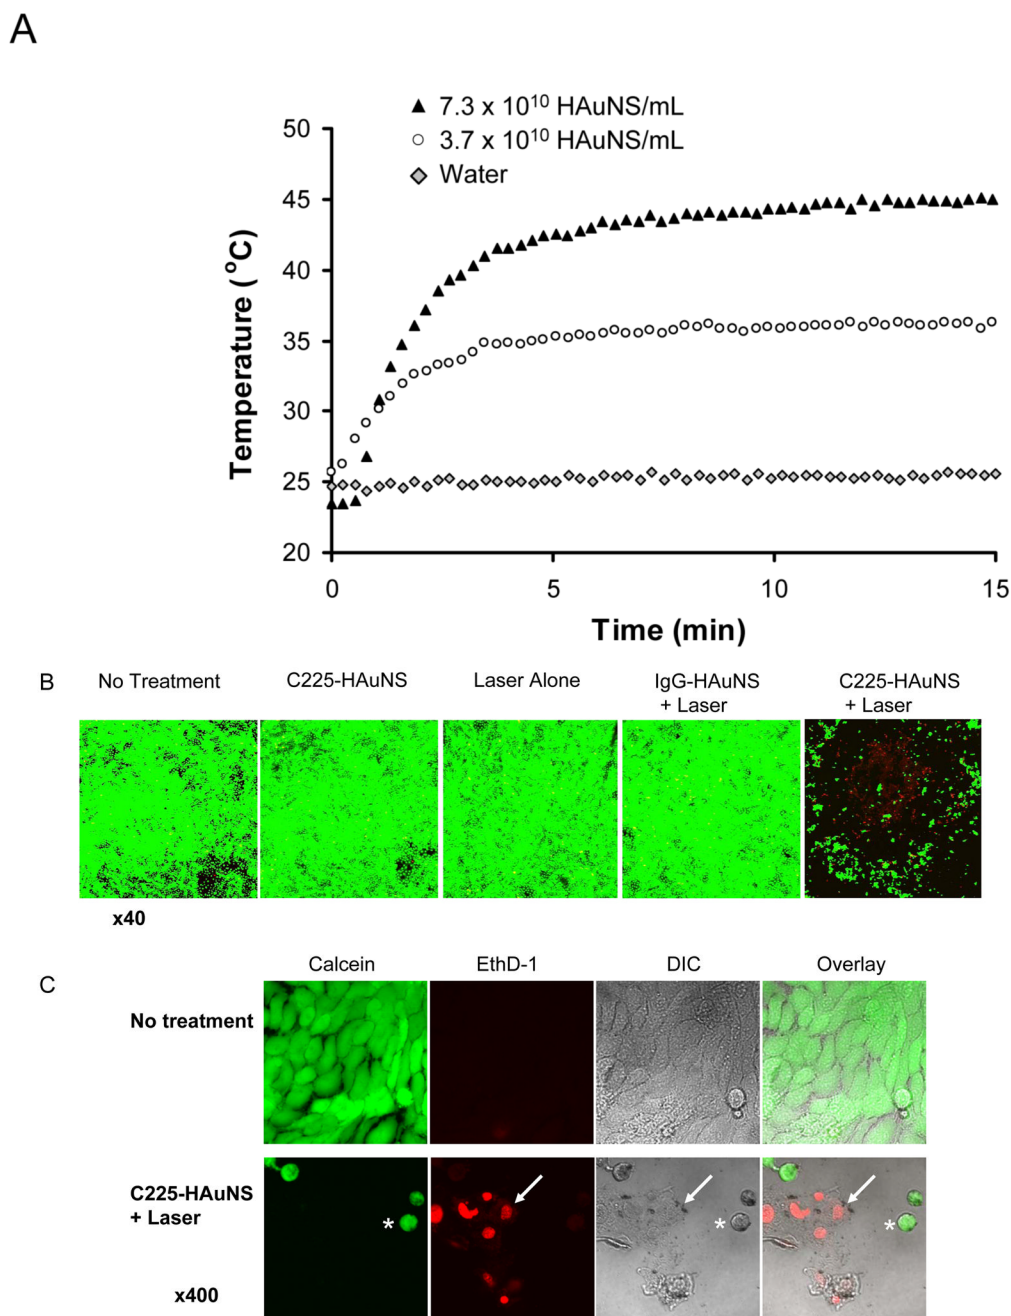 A
7.3 x 10¹⁰ HAuNS/mL
3.7 x 10¹⁰ HAuNS/mL
Water
50
45
40
35
30
25
20
Temperature (°C)
0 5 10 15
Time (min)
B
No Treatment
C225-HAuNS
Laser Alone
IgG-HAuNS
+ Laser
C225-HAuNS
+ Laser
x40
C
Calcein
EthD-1
DIC
Overlay
No treatment
C225-HAuNS
+ Laser
* * *
x400